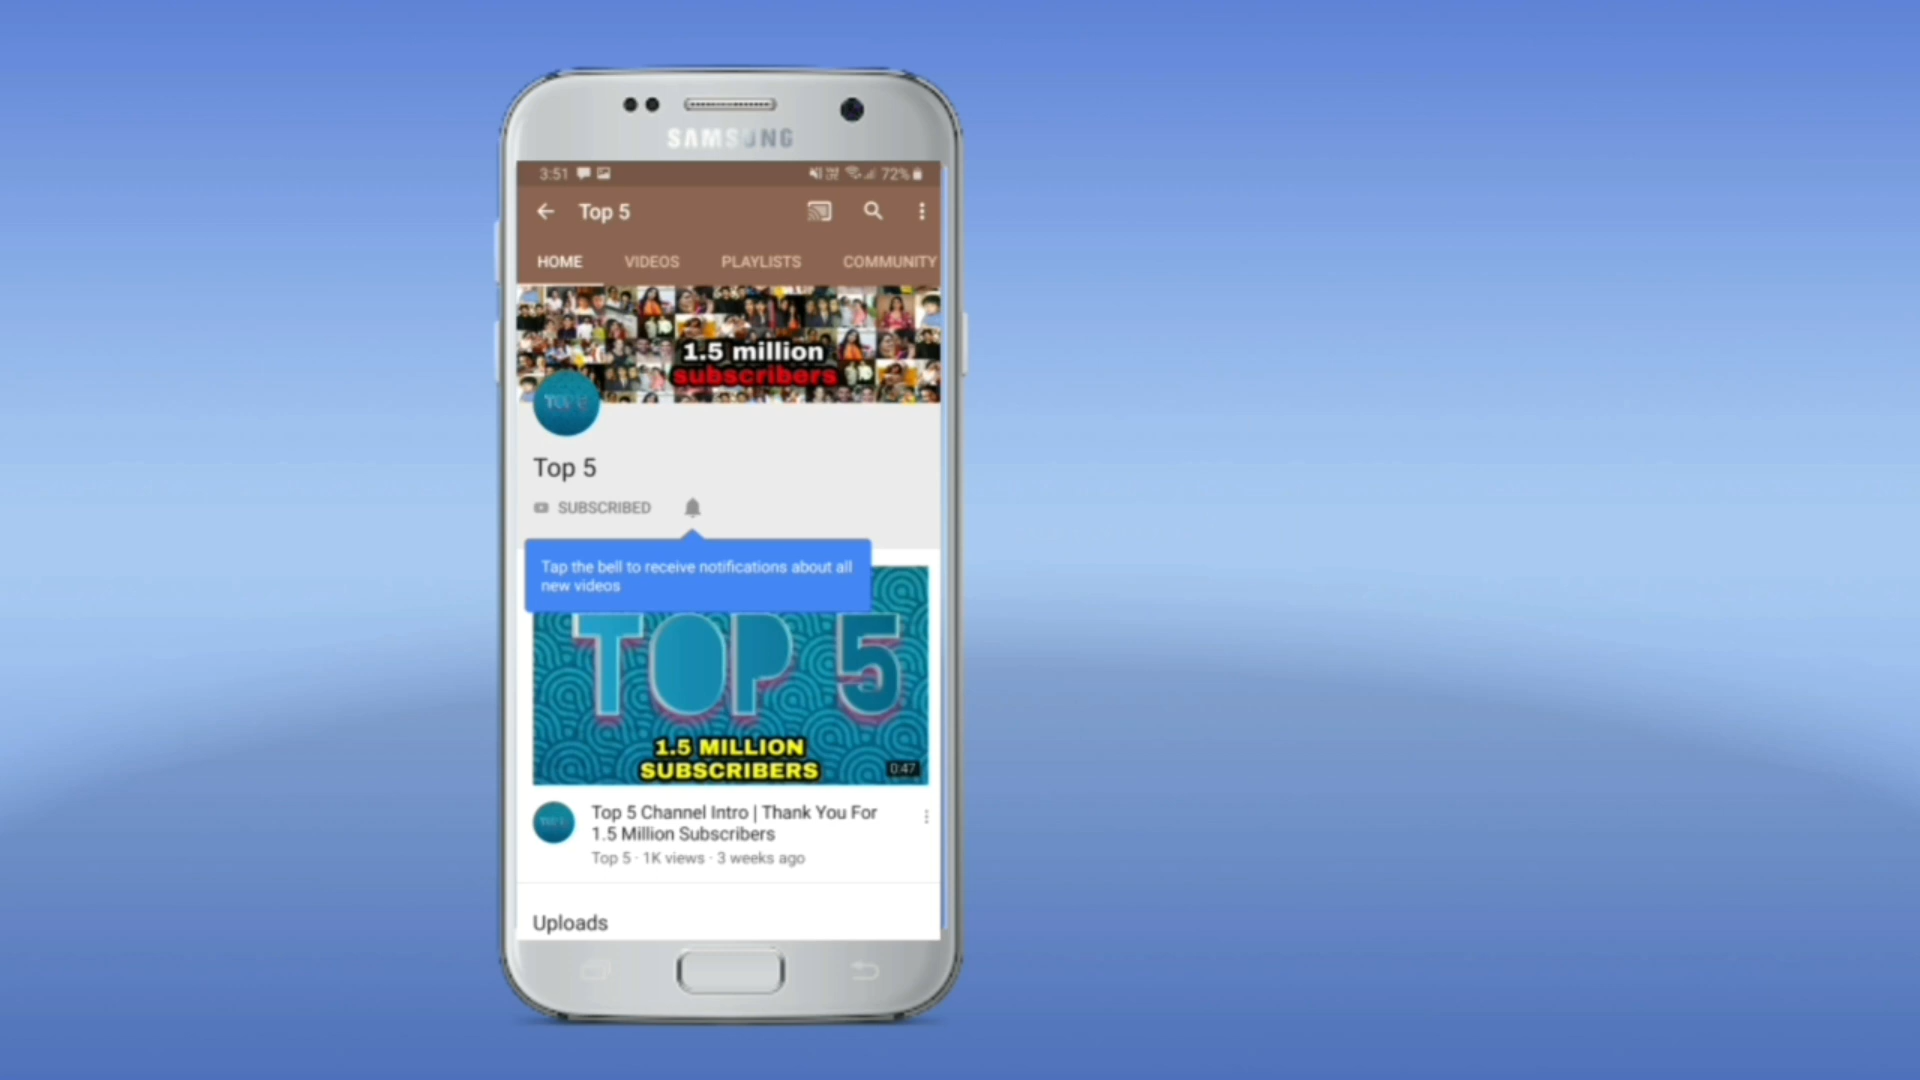 SAMSUNG
3:51 72%
Top 5
HOME VIDEOS PLAYLISTS COMMUNITY
1.5 million
subscribers
Top 5
SUBSCRIBED
Tap the bell to receive notifications about all
new videos
TOP 5
1.5 MILLION
SUBSCRIBERS
0:47
Top 5 Channel Intro | Thank You For
1.5 Million Subscribers
Top 5 · 1K views · 3 weeks ago
Uploads